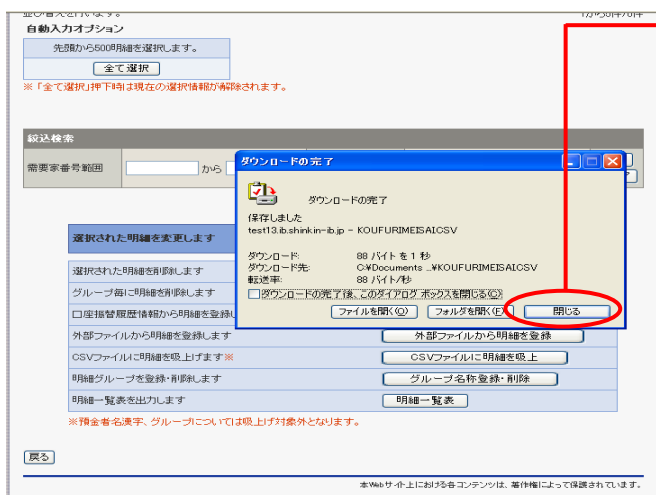 自動入力オプション
先頭から500明細を選択します。
全て選択
※「全て選択」押下時は現在の選択情報が解除されます。
絞込検索
需要家番号範囲
から
ダウンロードの完了
ダウンロードの完了
保存しました
test13.ib.shinkin-ib.jp - KOUFURIMEISAICSV
ダウンロード: 88 バイト を 1 秒
ダウンロード先: C:¥Documents ..¥KOUFURIMEISAICSV
転送率: 88 バイト/秒
ダウンロードの完了後、このダイアログ ボックスを閉じる(C)
ファイルを開く(O) フォルダを開く(F) 閉じる
選択された明細を変更します
選択された明細を削除します
グループ毎に明細を削除します
口座振替履歴情報から明細を登録し
外部ファイルから明細を登録します 外部ファイルから明細を登録
CSVファイルに明細を吸上げます※ CSVファイルに明細を吸上
明細グループを登録・削除します グループ名称登録・削除
明細一覧表を出力します 明細一覧表
※預金者名漢字、グループについては吸上げ対象外となります。
戻る
本Webサイト上における各コンテンツは、著作権によって保護されています。